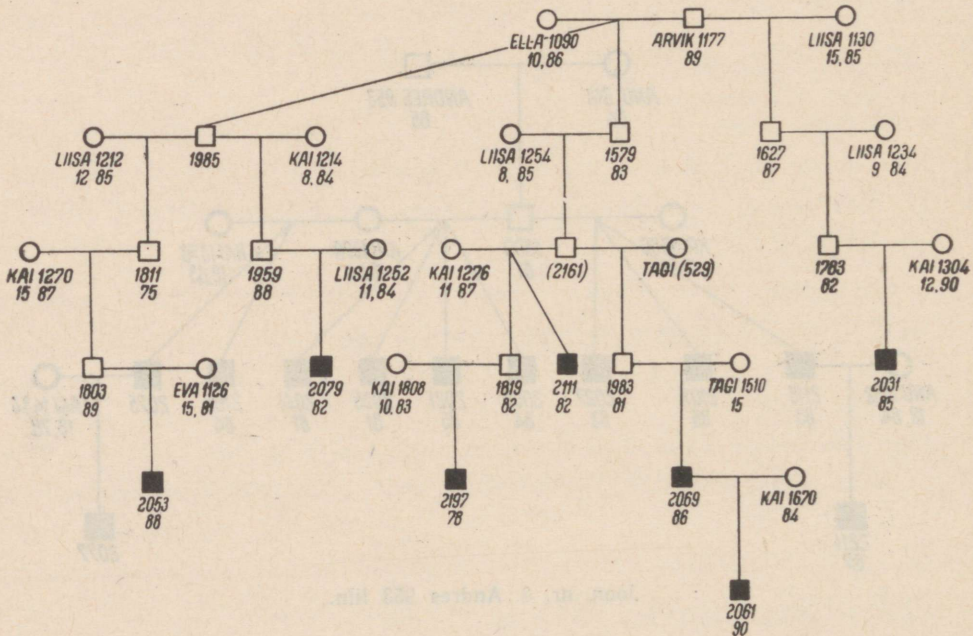 ELLA 1090
10, 86
ARVIK 1177
89
LIISA 1130
15, 85
LIISA 1212
12 85
1985
KAI 1214
8, 84
LIISA 1254
8, 85
1579
83
1627
87
LIISA 1234
9 84
KAI 1270
15 87
1811
75
1959
88
LIISA 1252
11, 84
KAI 1276
11 87
(2161)
TAGI (529)
1783
82
KAI 1304
12, 90
1803
89
EVA 1126
15, 81
2079
82
KAI 1808
10, 83
1819
82
2111
82
1983
81
TAGI 1510
15
2031
85
2053
88
2197
78
2069
86
KAI 1670
84
2061
90